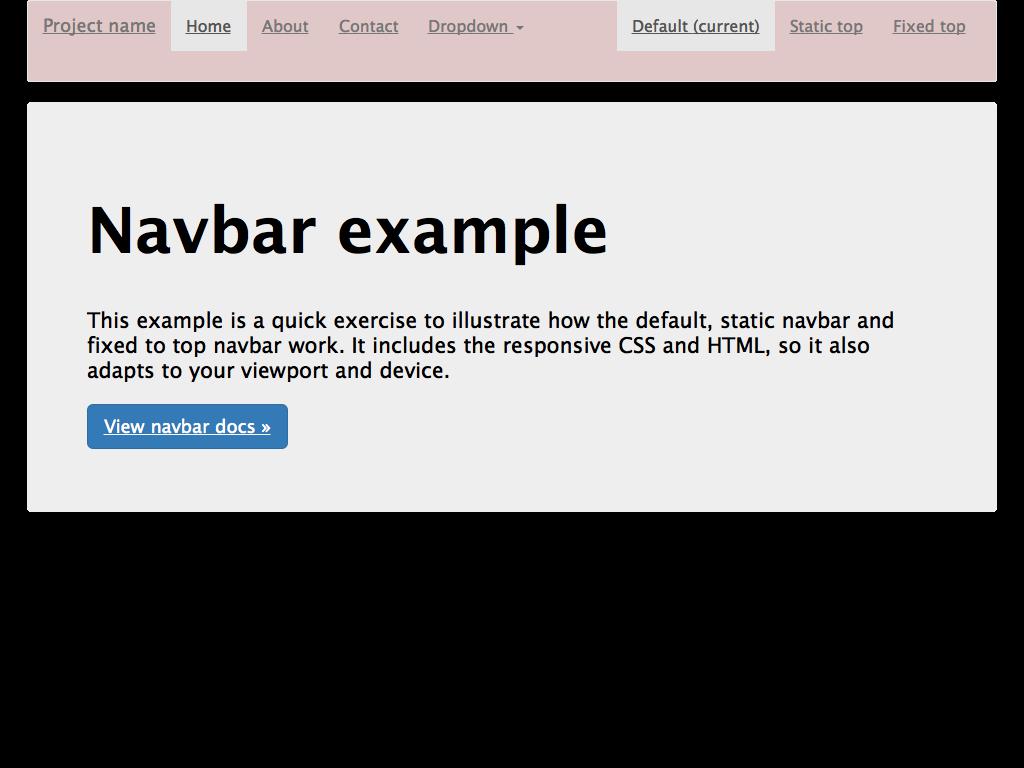 Project name Home About Contact Dropdown Default (current) Static top Fixed top
Navbar example
This example is a quick exercise to illustrate how the default, static navbar and
fixed to top navbar work. It includes the responsive CSS and HTML, so it also
adapts to your viewport and device.
View navbar docs »